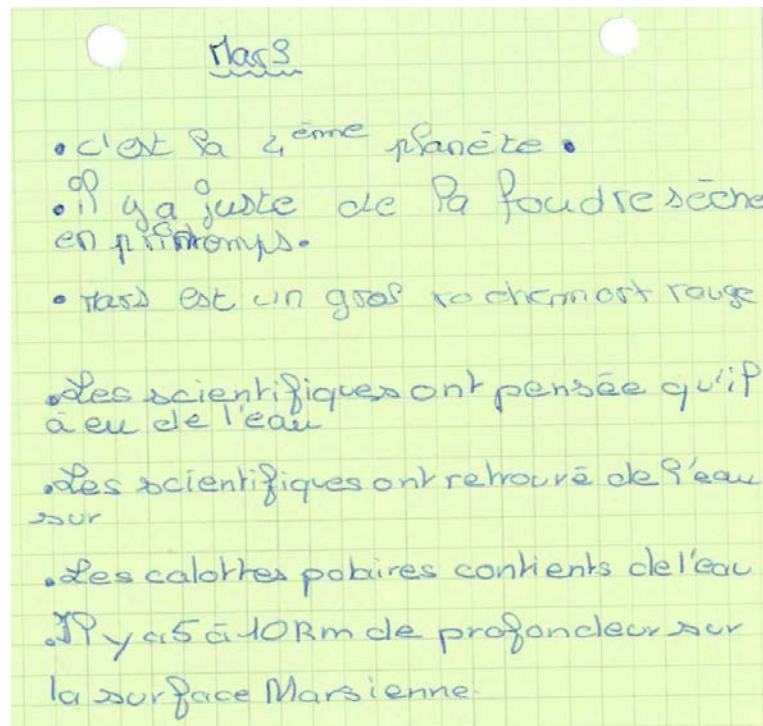 Mars
• c'est la 4ème planète •
• il y a juste de la foudre sèche
en printemps.
• Mars est un gros rocher mort rouge
• Les scientifiques ont pensée qu'il
à eu de l'eau
• Les scientifiques ont retrouvé de l'eau
sur
• Les calottes polaires contients de l'eau
• Il y a 5 à 10 Km de profondeur sur
la surface Marsienne.